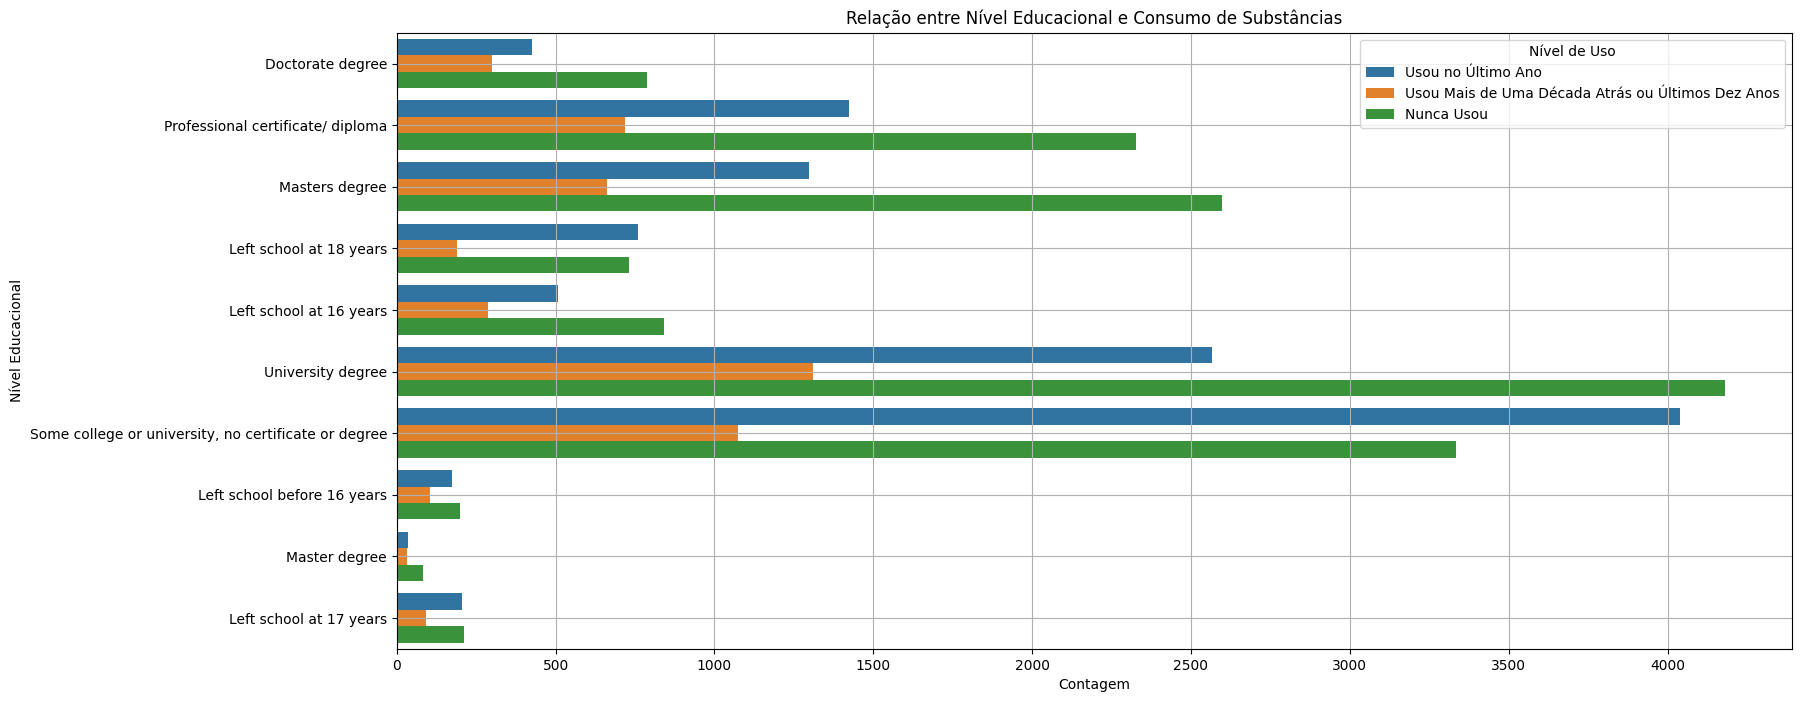 Relação entre Nível Educacional e Consumo de Substâncias
Nível de Uso
Usou no Último Ano
Usou Mais de Uma Década Atrás ou Últimos Dez Anos
Nunca Usou
Nível Educacional
Doctorate degree
Professional certificate/ diploma
Masters degree
Left school at 18 years
Left school at 16 years
University degree
Some college or university, no certificate or degree
Left school before 16 years
Master degree
Left school at 17 years
0 500 1000 1500 2000 2500 3000 3500 4000
Contagem